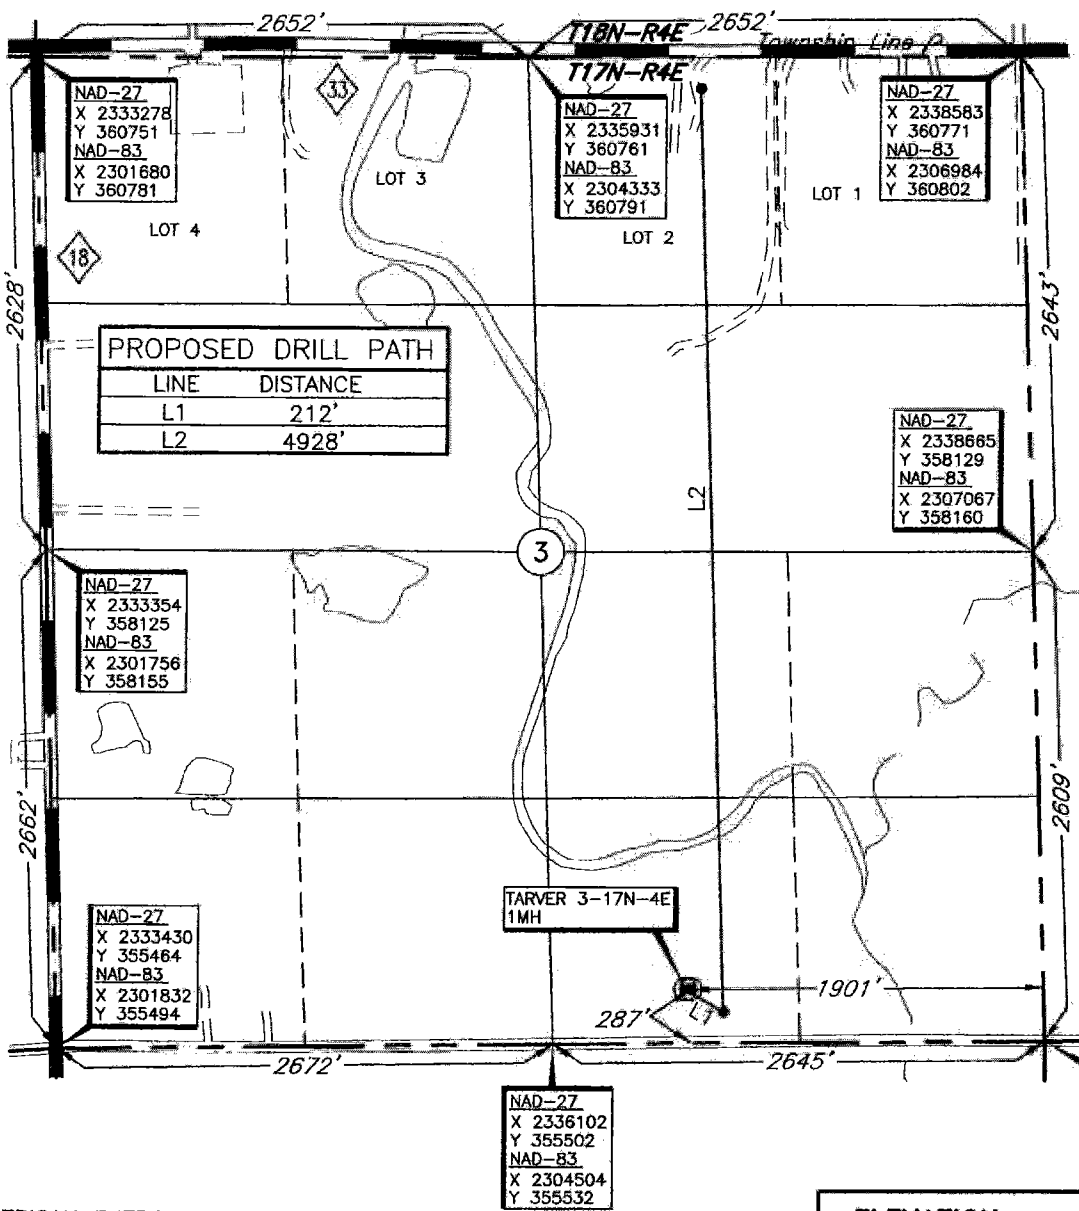 2652'
T18N-R4E
2652'
Township Line
T17N-R4E
33
NAD-27
X 2333278
Y 360751
NAD-83
X 2301680
Y 360781
NAD-27
X 2335931
Y 360761
NAD-83
X 2304333
Y 360791
NAD-27
X 2338583
Y 360771
NAD-83
X 2306984
Y 360802
LOT 4
LOT 3
LOT 2
LOT 1
18
2628'
2643'
PROPOSED DRILL PATH
LINE DISTANCE
L1 212'
L2 4928'
L2
NAD-27
X 2338665
Y 358129
NAD-83
X 2307067
Y 358160
3
NAD-27
X 2333354
Y 358125
NAD-83
X 2301756
Y 358155
2662'
2609'
TARVER 3-17N-4E
1MH
NAD-27
X 2333430
Y 355464
NAD-83
X 2301832
Y 355494
1901'
287'
L1
2672'
2645'
NAD-27
X 2336102
Y 355502
NAD-83
X 2304504
Y 355532